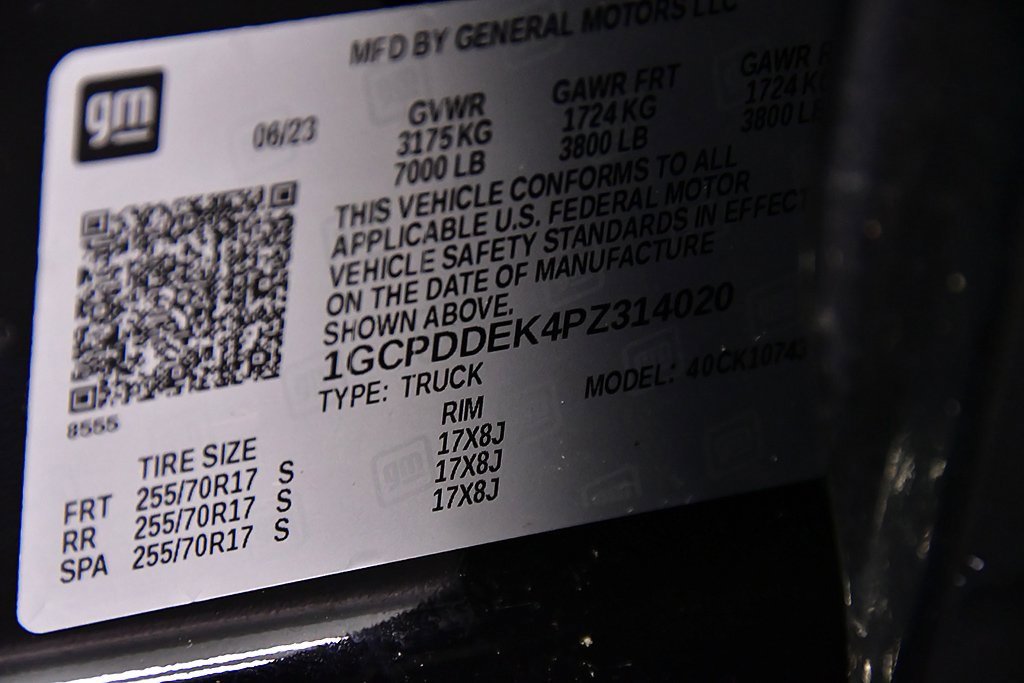 MFD BY GENERAL MOTORS LLC
gm
06/23
GVWR GAWR FRT GAWR
3175 KG 1724 KG 1724
7000 LB 3800 LB 3800 LB
THIS VEHICLE CONFORMS TO ALL
APPLICABLE U.S. FEDERAL MOTOR
VEHICLE SAFETY STANDARDS IN EFFECT
ON THE DATE OF MANUFACTURE
SHOWN ABOVE.
1GCPDDEK4PZ314020
TYPE: TRUCK MODEL:
8555
TIRE SIZE RIM
FRT 255/70R17 S 17X8J
RR 255/70R17 S 17X8J
SPA 255/70R17 S 17X8J